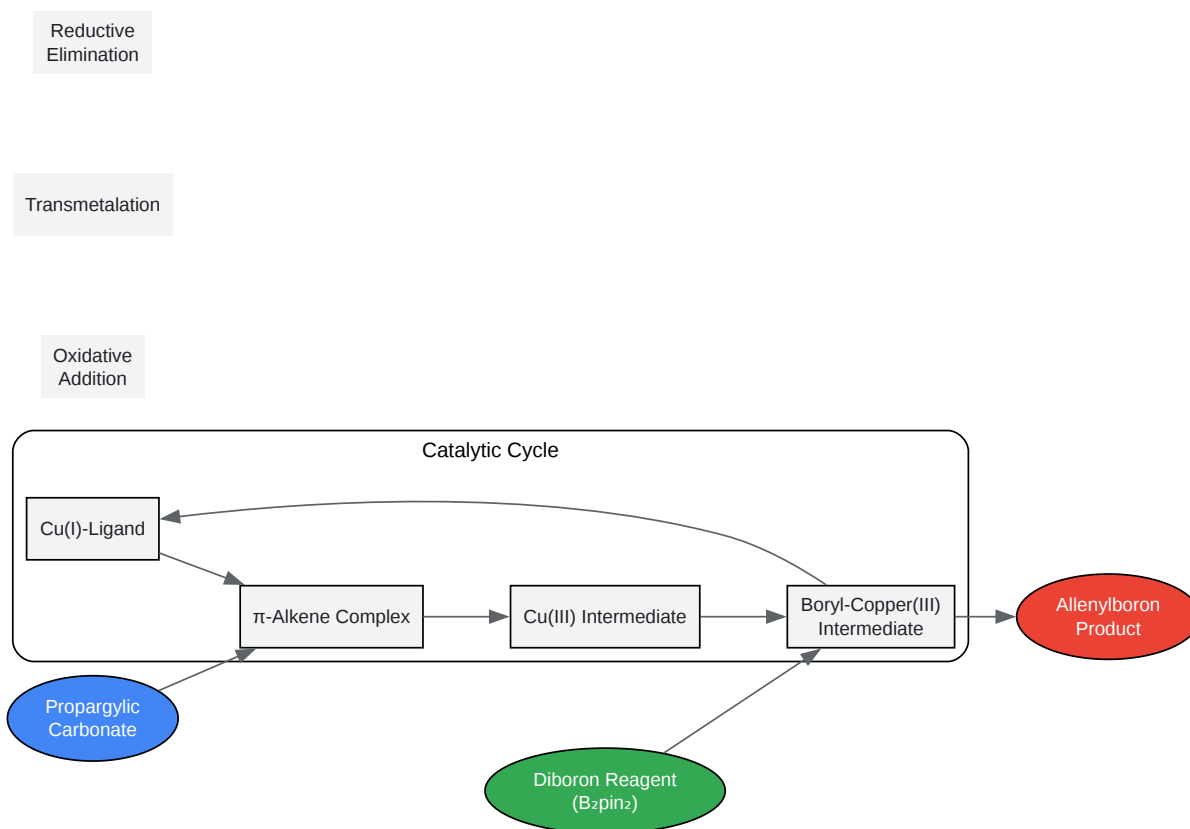 Reductive
Elimination
Transmetalation
Oxidative
Addition
Catalytic Cycle
Cu(I)-Ligand
π-Alkene Complex
Cu(III) Intermediate
Boryl-Copper(III)
Intermediate
Allenylboron
Product
Propargylic
Carbonate
Diboron Reagent
(B₂pin₂)